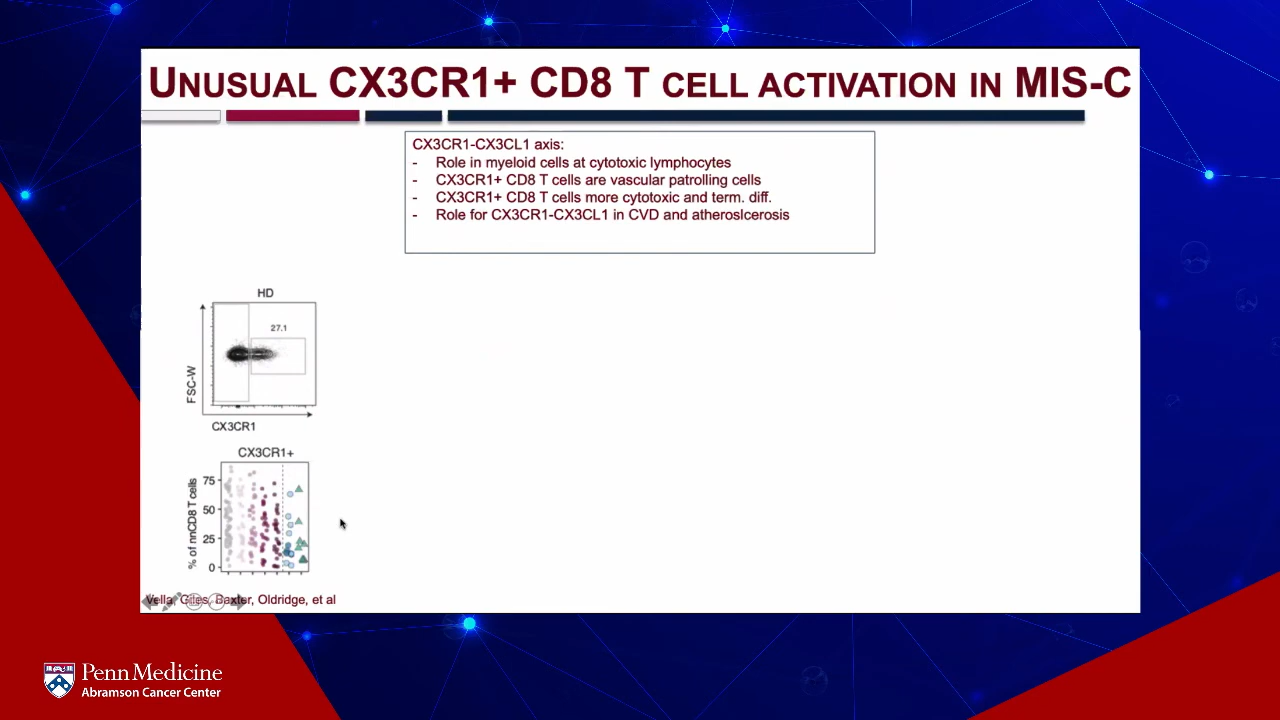 UNUSUAL CX3CR1+ CD8 T CELL ACTIVATION IN MIS-C
CX3CR1-CX3CL1 axis:
- Role in myeloid cells at cytotoxic lymphocytes
- CX3CR1+ CD8 T cells are vascular patrolling cells
- CX3CR1+ CD8 T cells more cytotoxic and term. diff.
- Role for CX3CR1-CX3CL1 in CVD and atheroslcerosis
HD
27.1
FSC-W
CX3CR1
CX3CR1+
% of nnCD8 T cells
75
50
25
0
Vella, Giles, Baxter, Oldridge, et al
Penn Medicine
Abramson Cancer Center